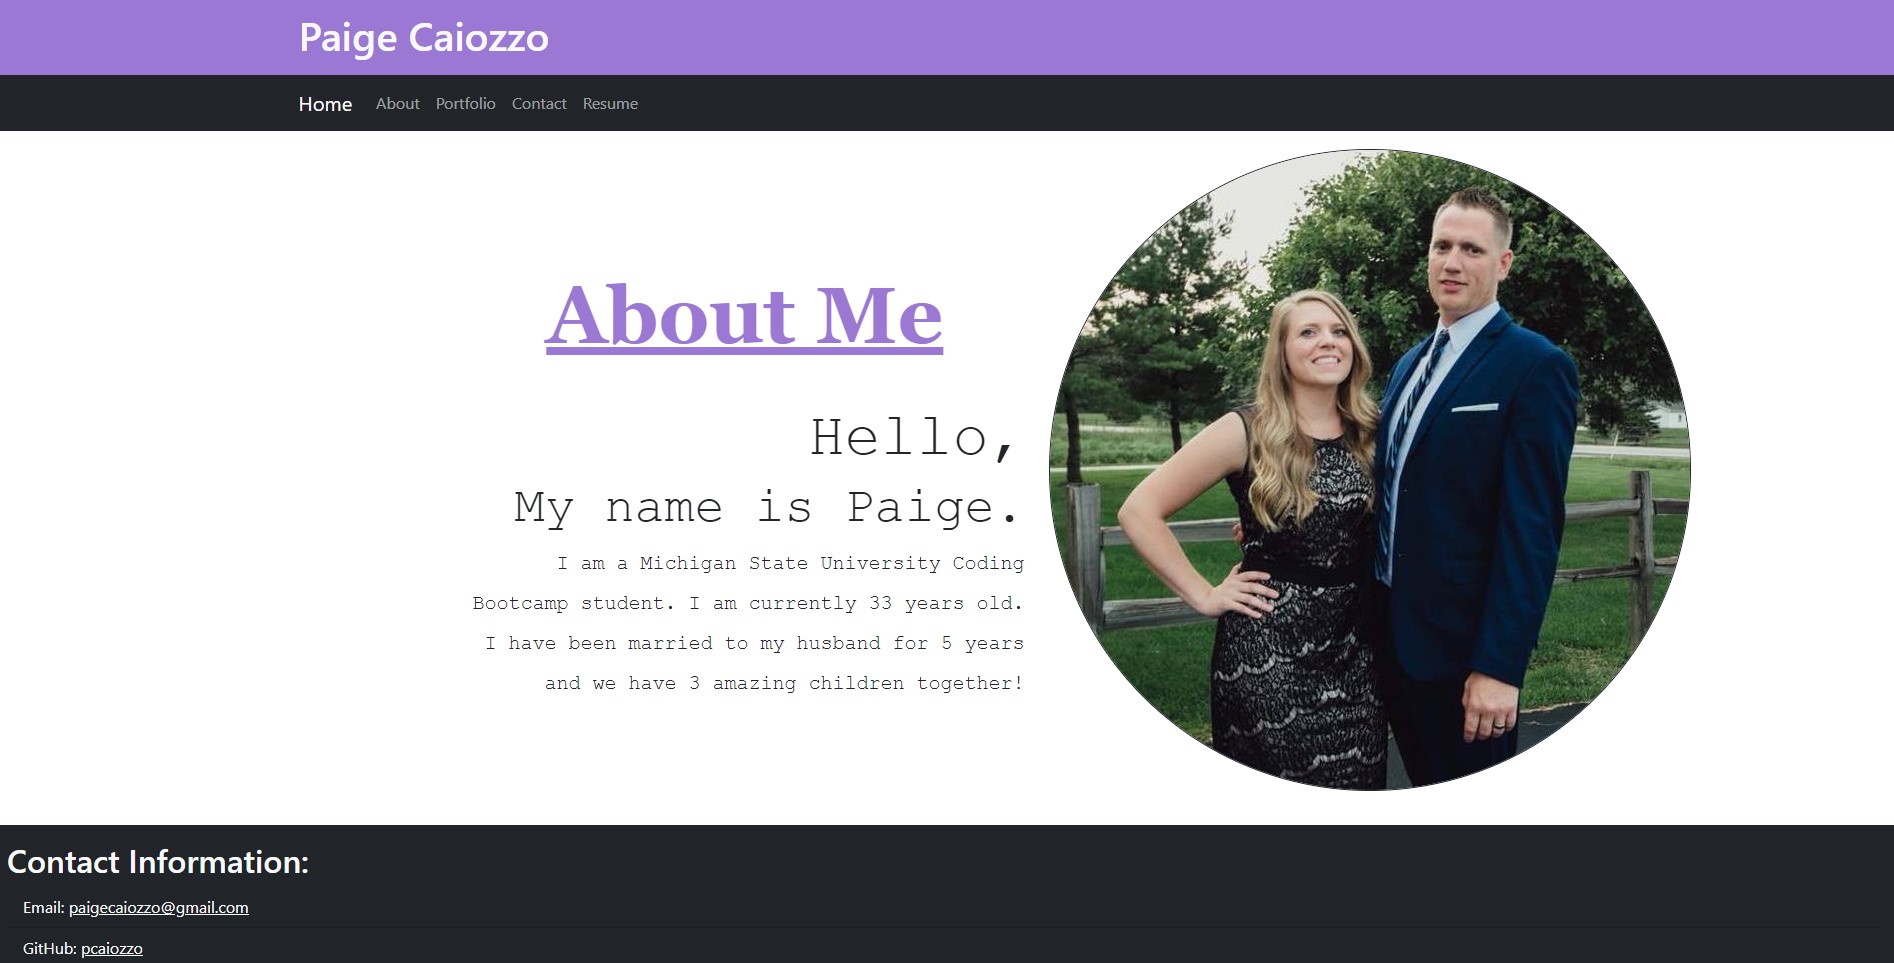 Paige Caiozzo
Home About Portfolio Contact Resume
About Me
Hello,
My name is Paige.
I am a Michigan State University Coding
Bootcamp student. I am currently 33 years old.
I have been married to my husband for 5 years
and we have 3 amazing children together!
Contact Information:
Email: paigecaiozzo@gmail.com
GitHub: pcaiozzo